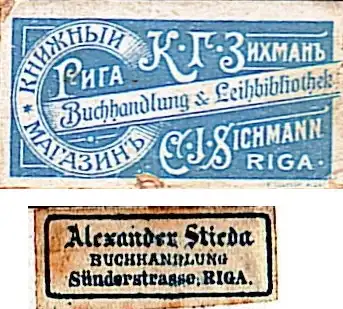 КНИЖНЫЙ
МАГАЗИНЪ
К·Г·ЗИХМАНЪ
РИГА
Buchhandlung & Leihbibliothek
SICHMANN
RIGA.
Alexander Stieda
BUCHHANDLUNG
Sünderstrasse, RIGA.